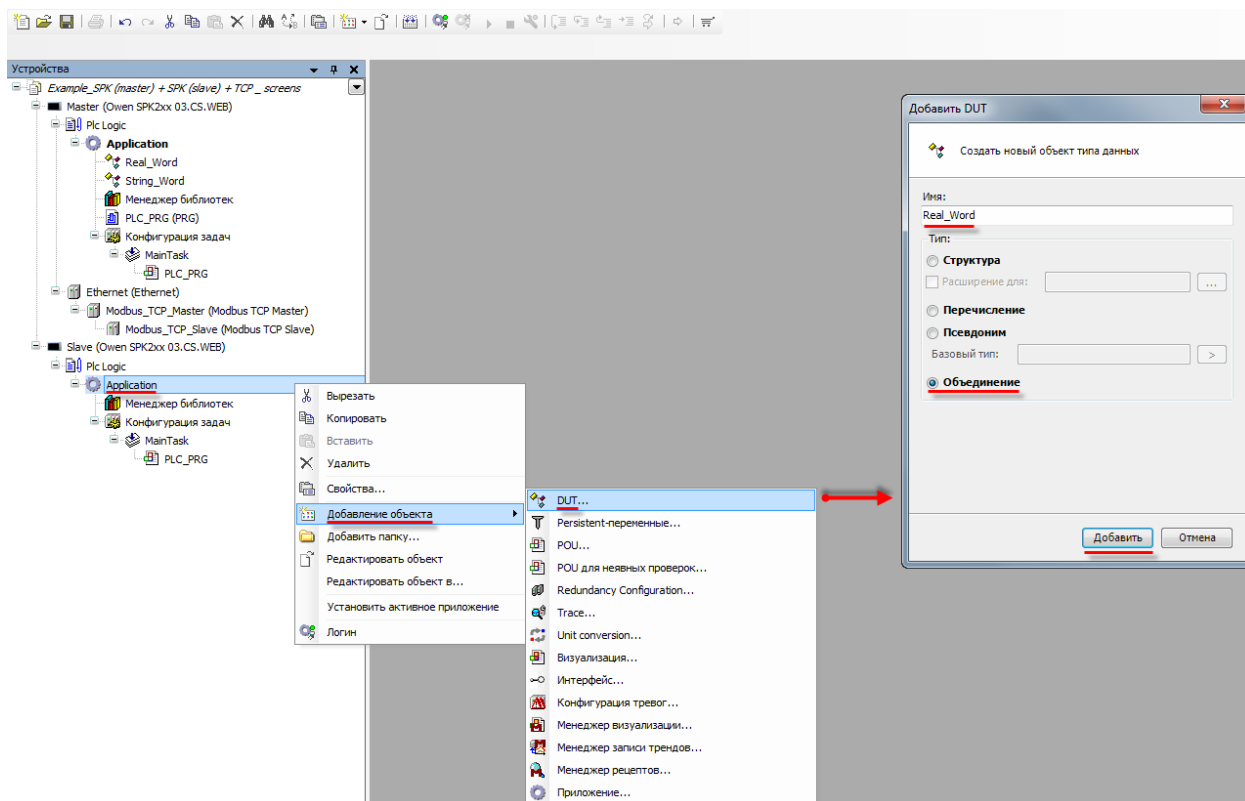 Устройства
Example_SPK (master) + SPK (slave) + TCP _ screens
Master (Owen SPK2xx 03.CS.WEB)
Plc Logic
Application
Real_Word
String_Word
Менеджер библиотек
PLC_PRG (PRG)
Конфигурация задач
MainTask
PLC_PRG
Ethernet (Ethernet)
Modbus_TCP_Master (Modbus TCP Master)
Modbus_TCP_Slave (Modbus TCP Slave)
Slave (Owen SPK2xx 03.CS.WEB)
Plc Logic
Application
Менеджер библиотек
Конфигурация задач
MainTask
PLC_PRG
Вырезать
Копировать
Вставить
Удалить
Свойства...
Добавление объекта
Добавить папку...
Редактировать объект
Редактировать объект в...
Установить активное приложение
Логин
DUT...
Persistent-переменные...
POU...
POU для неявных проверок...
Redundancy Configuration...
Trace...
Unit conversion...
Визуализация...
Интерфейс...
Конфигурация тревог...
Менеджер визуализации...
Менеджер записи трендов...
Менеджер рецептов...
Приложение...
Добавить DUT
Создать новый объект типа данных
Имя:
Real_Word
Тип:
Структура
Расширение для:
...
Перечисление
Псевдоним
Базовый тип:
>
Объединение
Добавить
Отмена